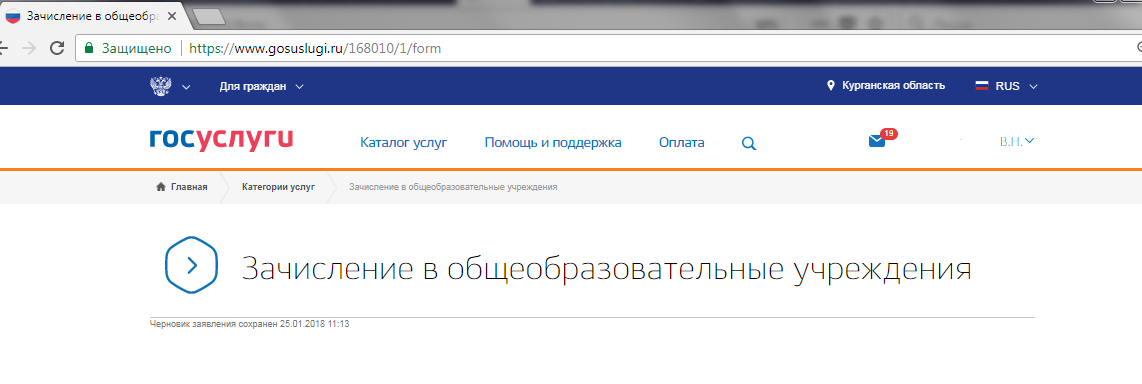 Зачисление в общеобра
Защищено https://www.gosuslugi.ru/168010/1/form
Для граждан Курганская область RUS
госуслуги Каталог услуг Помощь и поддержка Оплата 19 В.Н.
Главная Категории услуг Зачисление в общеобразовательные учреждения
Зачисление в общеобразовательные учреждения
Черновик заявления сохранен 25.01.2018 11:13